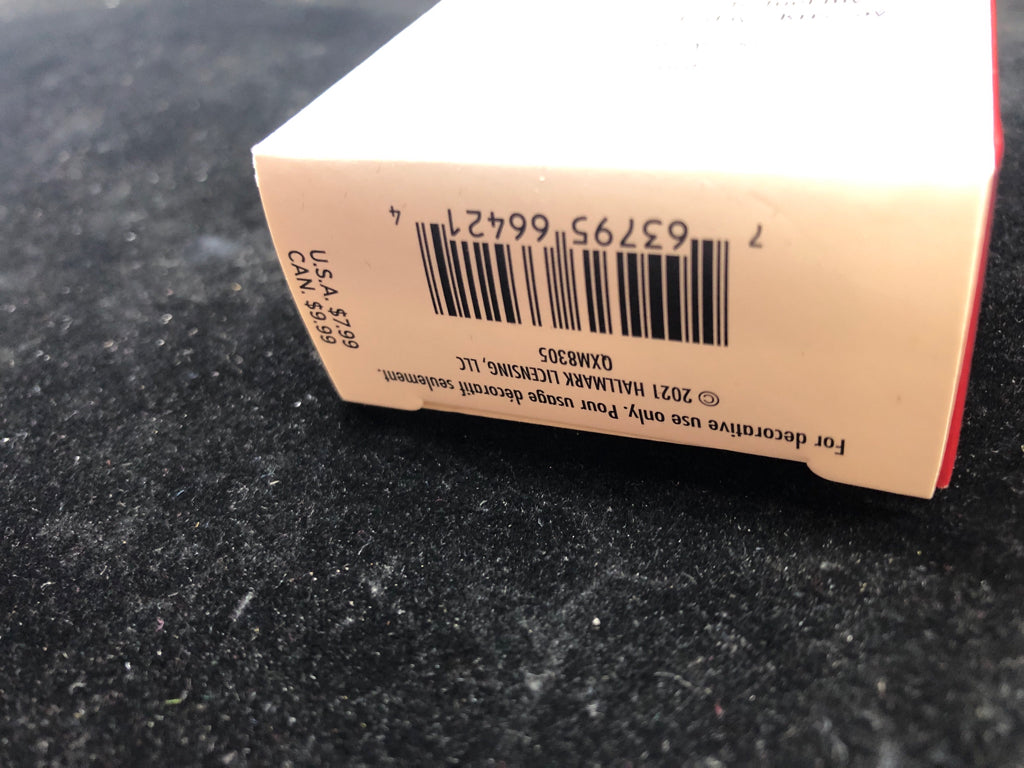 For decorative use only. Pour usage décoratif seulement.
© 2021 HALLMARK LICENSING, LLC
QXM8305
7 63795 66421 4
U.S.A. $7.99
CAN. $9.99